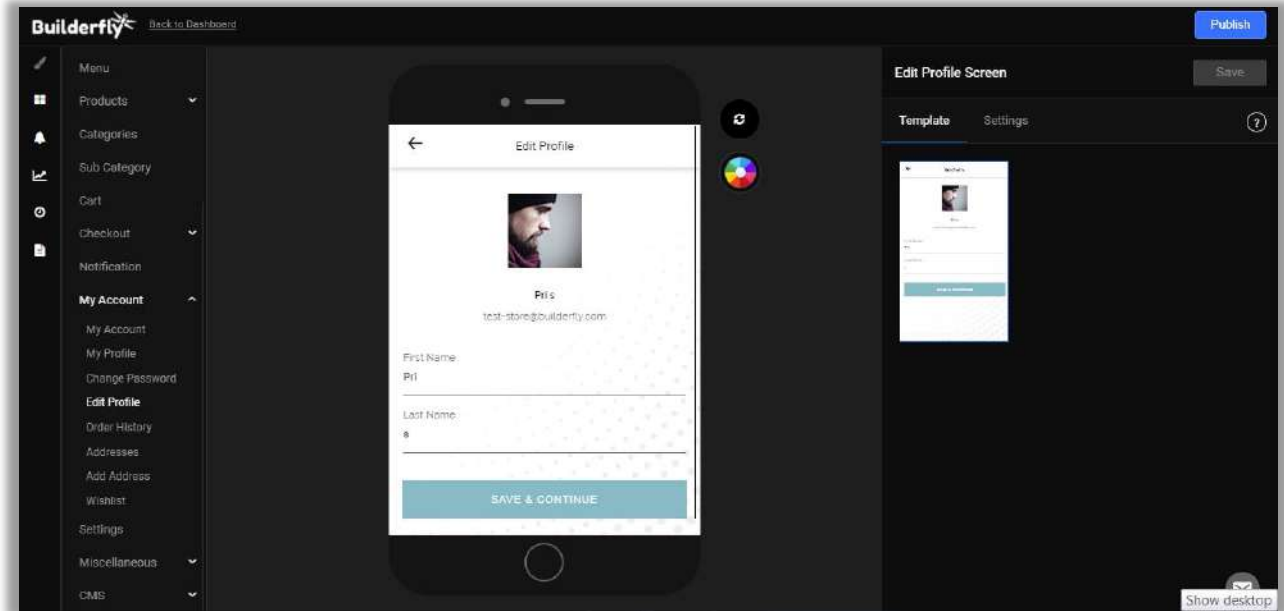 Builderfly
Back to Dashboard
Publish
Menu
Products
Categories
Sub Category
Cart
Checkout
Notification
My Account
My Account
My Profile
Change Password
Edit Profile
Order History
Addresses
Add Address
Wishlist
Settings
Miscellaneous
CMS
Edit Profile
Pri s
test-store@builderfly.com
First Name
Pri
Last Name
s
SAVE & CONTINUE
Edit Profile Screen
Save
Template Settings
?
Show desktop